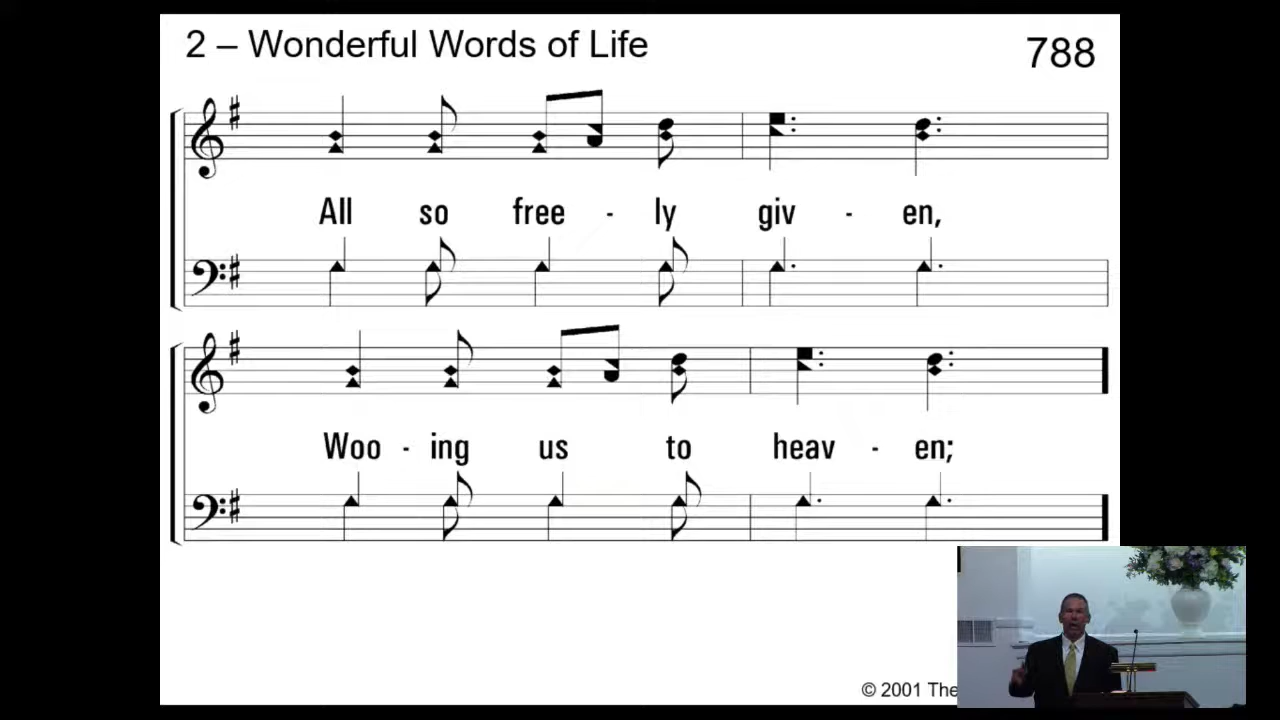 2 – Wonderful Words of Life
788
All so free - ly giv - en,
Woo - ing us to heav - en;
© 2001 The